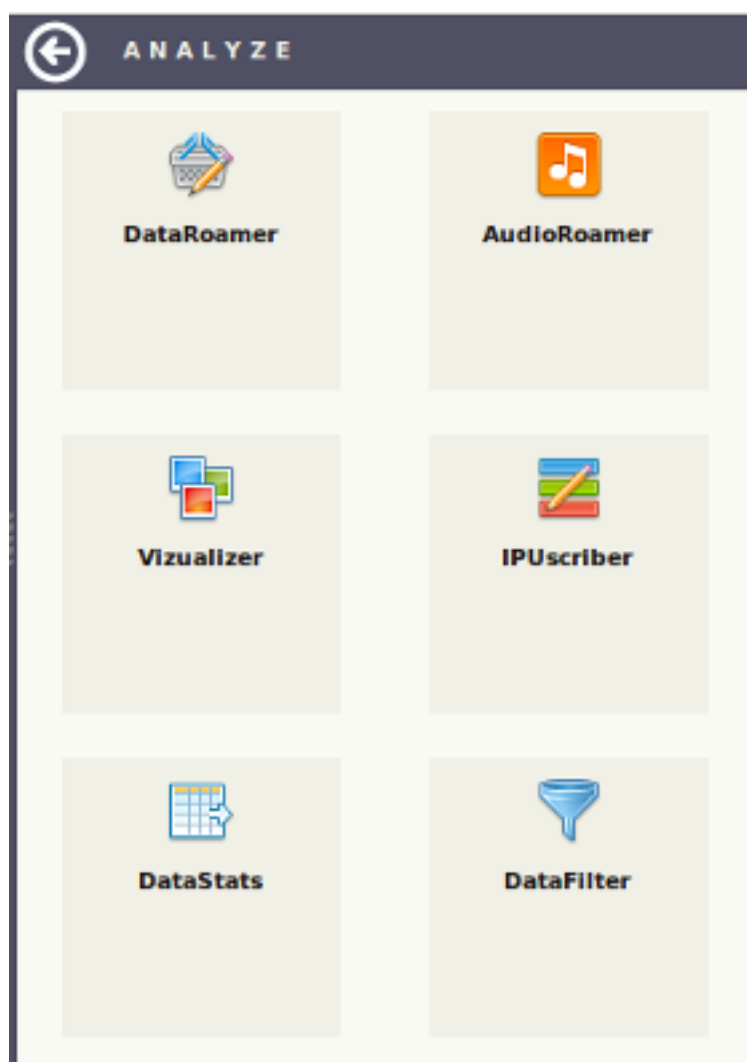 ANALYZE
DataRoamer
AudioRoamer
Vizualizer
IPUscriber
DataStats
DataFilter